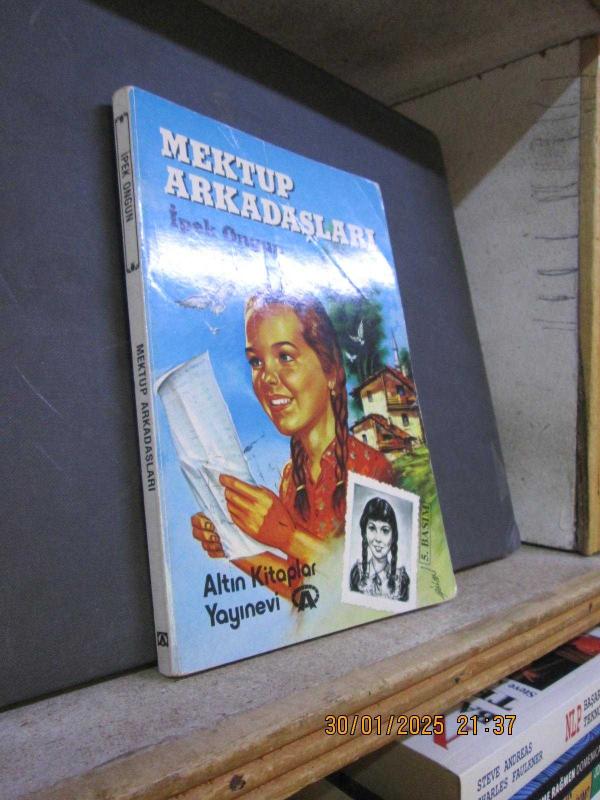 MEKTUP
ARKADAŞLARI
İpek Ongun
İPEK ONGUN
MEKTUP ARKADAŞLARI
5. BASIM
Altın Kitaplar
Yayınevi
30/01/2025 21:37
STEVE ANDREAS
CHARLES FAULKNER
NLP